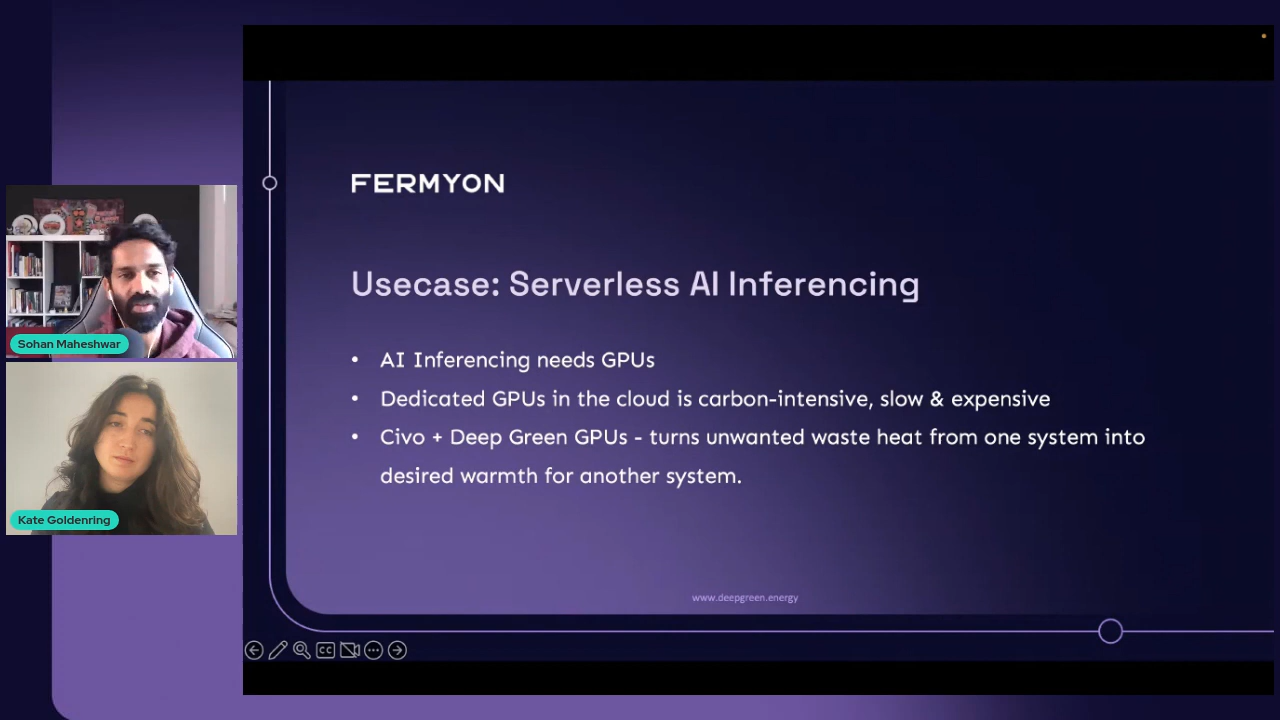 FERMYON
Usecase: Serverless AI Inferencing
• AI Inferencing needs GPUs
• Dedicated GPUs in the cloud is carbon-intensive, slow & expensive
• Civo + Deep Green GPUs - turns unwanted waste heat from one system into
desired warmth for another system.
www.deepgreen.energy
Sohan Maheshwar
Kate Goldenring
CC